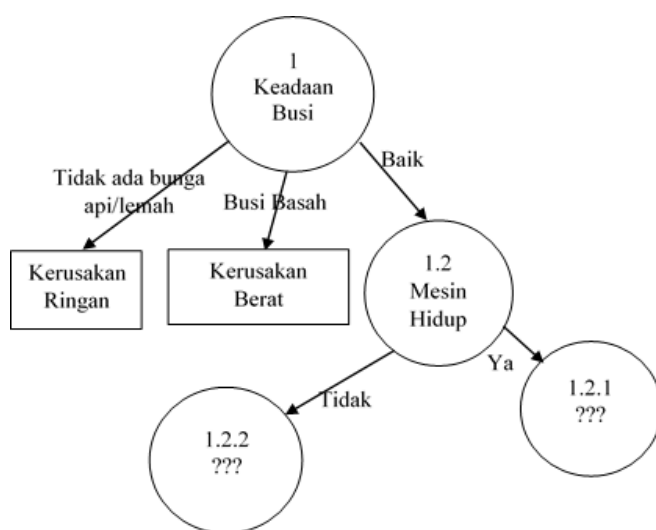 1
Keadaan
Busi
Tidak ada bunga
api/lemah
Busi Basah
Baik
Kerusakan
Ringan
Kerusakan
Berat
1.2
Mesin
Hidup
Tidak
Ya
1.2.2
???
1.2.1
???